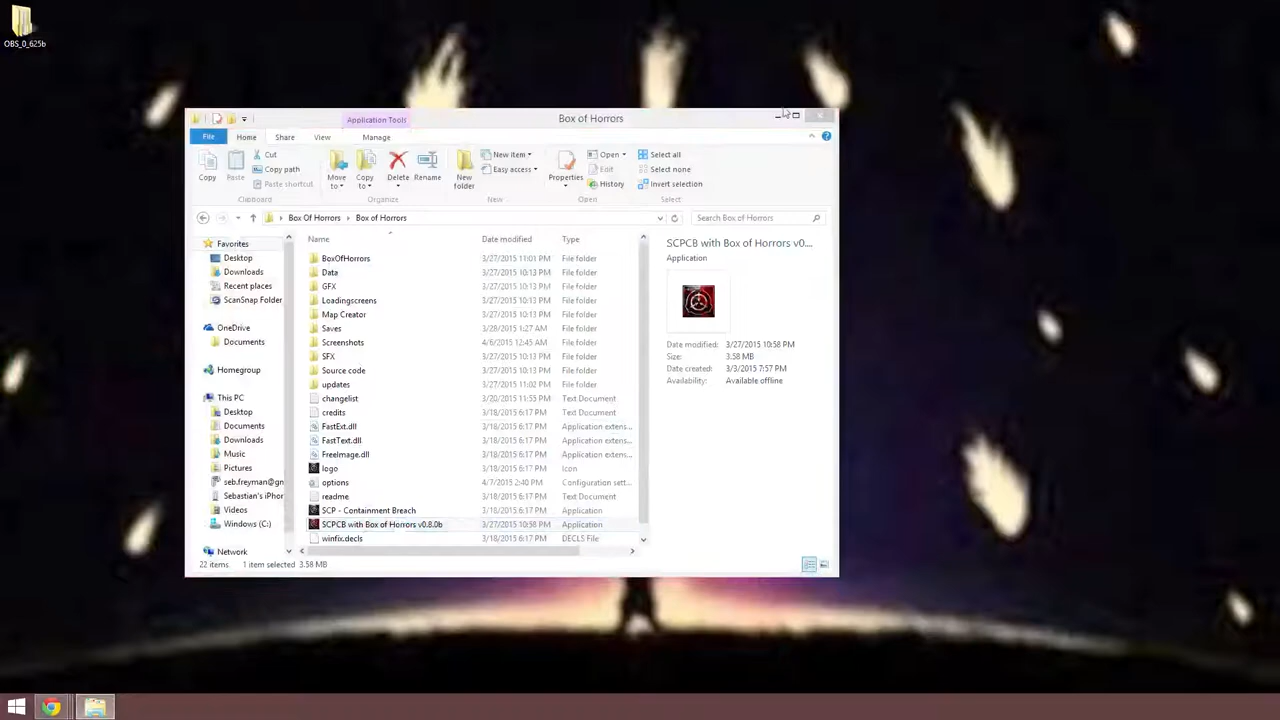 OBS_0_625b
Application Tools
Box of Horrors
File
Home
Share
View
Manage
Copy
Paste
Cut
Copy path
Paste shortcut
Clipboard
Move to
Copy to
Delete
Rename
Organize
New folder
New item
Easy access
New
Properties
Open
Edit
History
Open
Select all
Select none
Invert selection
Select
Box Of Horrors
Box of Horrors
Search Box of Horrors
Favorites
Desktop
Downloads
Recent places
ScanSnap Folder
OneDrive
Documents
Homegroup
This PC
Desktop
Documents
Downloads
Music
Pictures
seb.freyman@gn
Sebastian's iPhor
Videos
Windows (C:)
Network
Name Date modified Type
BoxOfHorrors 3/27/2015 11:01 PM File folder
Data 3/27/2015 10:13 PM File folder
GFX 3/27/2015 10:13 PM File folder
Loadingscreens 3/27/2015 10:13 PM File folder
Map Creator 3/27/2015 10:13 PM File folder
Saves 3/28/2015 1:27 AM File folder
Screenshots 4/6/2015 12:45 AM File folder
SFX 3/27/2015 10:13 PM File folder
Source code 3/27/2015 10:13 PM File folder
updates 3/27/2015 11:02 PM File folder
changelist 3/20/2015 11:55 PM Text Document
credits 3/18/2015 6:17 PM Text Document
FastExt.dll 3/18/2015 6:17 PM Application exten...
FastText.dll 3/18/2015 6:17 PM Application exten...
FreeImage.dll 3/18/2015 6:17 PM Application exten...
logo 3/18/2015 6:17 PM Icon
options 4/7/2015 2:40 PM Configuration sett...
readme 3/18/2015 6:17 PM Text Document
SCP - Containment Breach 3/18/2015 6:17 PM Application
SCPCB with Box of Horrors v0.8.0b 3/27/2015 10:58 PM Application
winfix.decls 3/18/2015 6:17 PM DECLS File
SCPCB with Box of Horrors v0....
Application
Date modified: 3/27/2015 10:58 PM
Size: 3.58 MB
Date created: 3/3/2015 7:57 PM
Availability: Available offline
22 items 1 item selected 3.58 MB